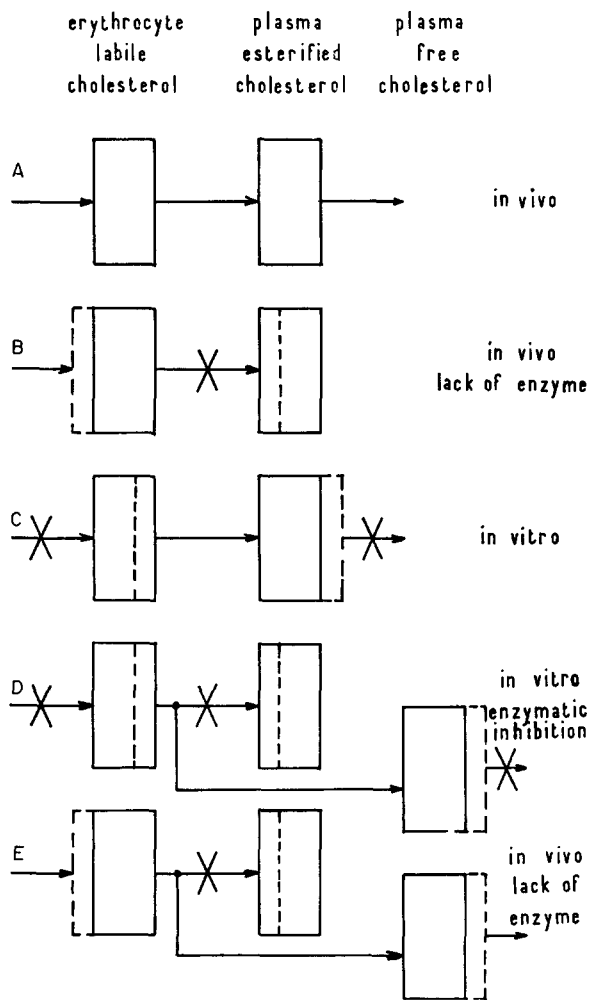 erythrocyte
labile
cholesterol
plasma
esterified
cholesterol
plasma
free
cholesterol
A
in vivo
B
in vivo
lack of enzyme
C
in vitro
D
in vitro
enzymatic
inhibition
E
in vivo
lack of
enzyme